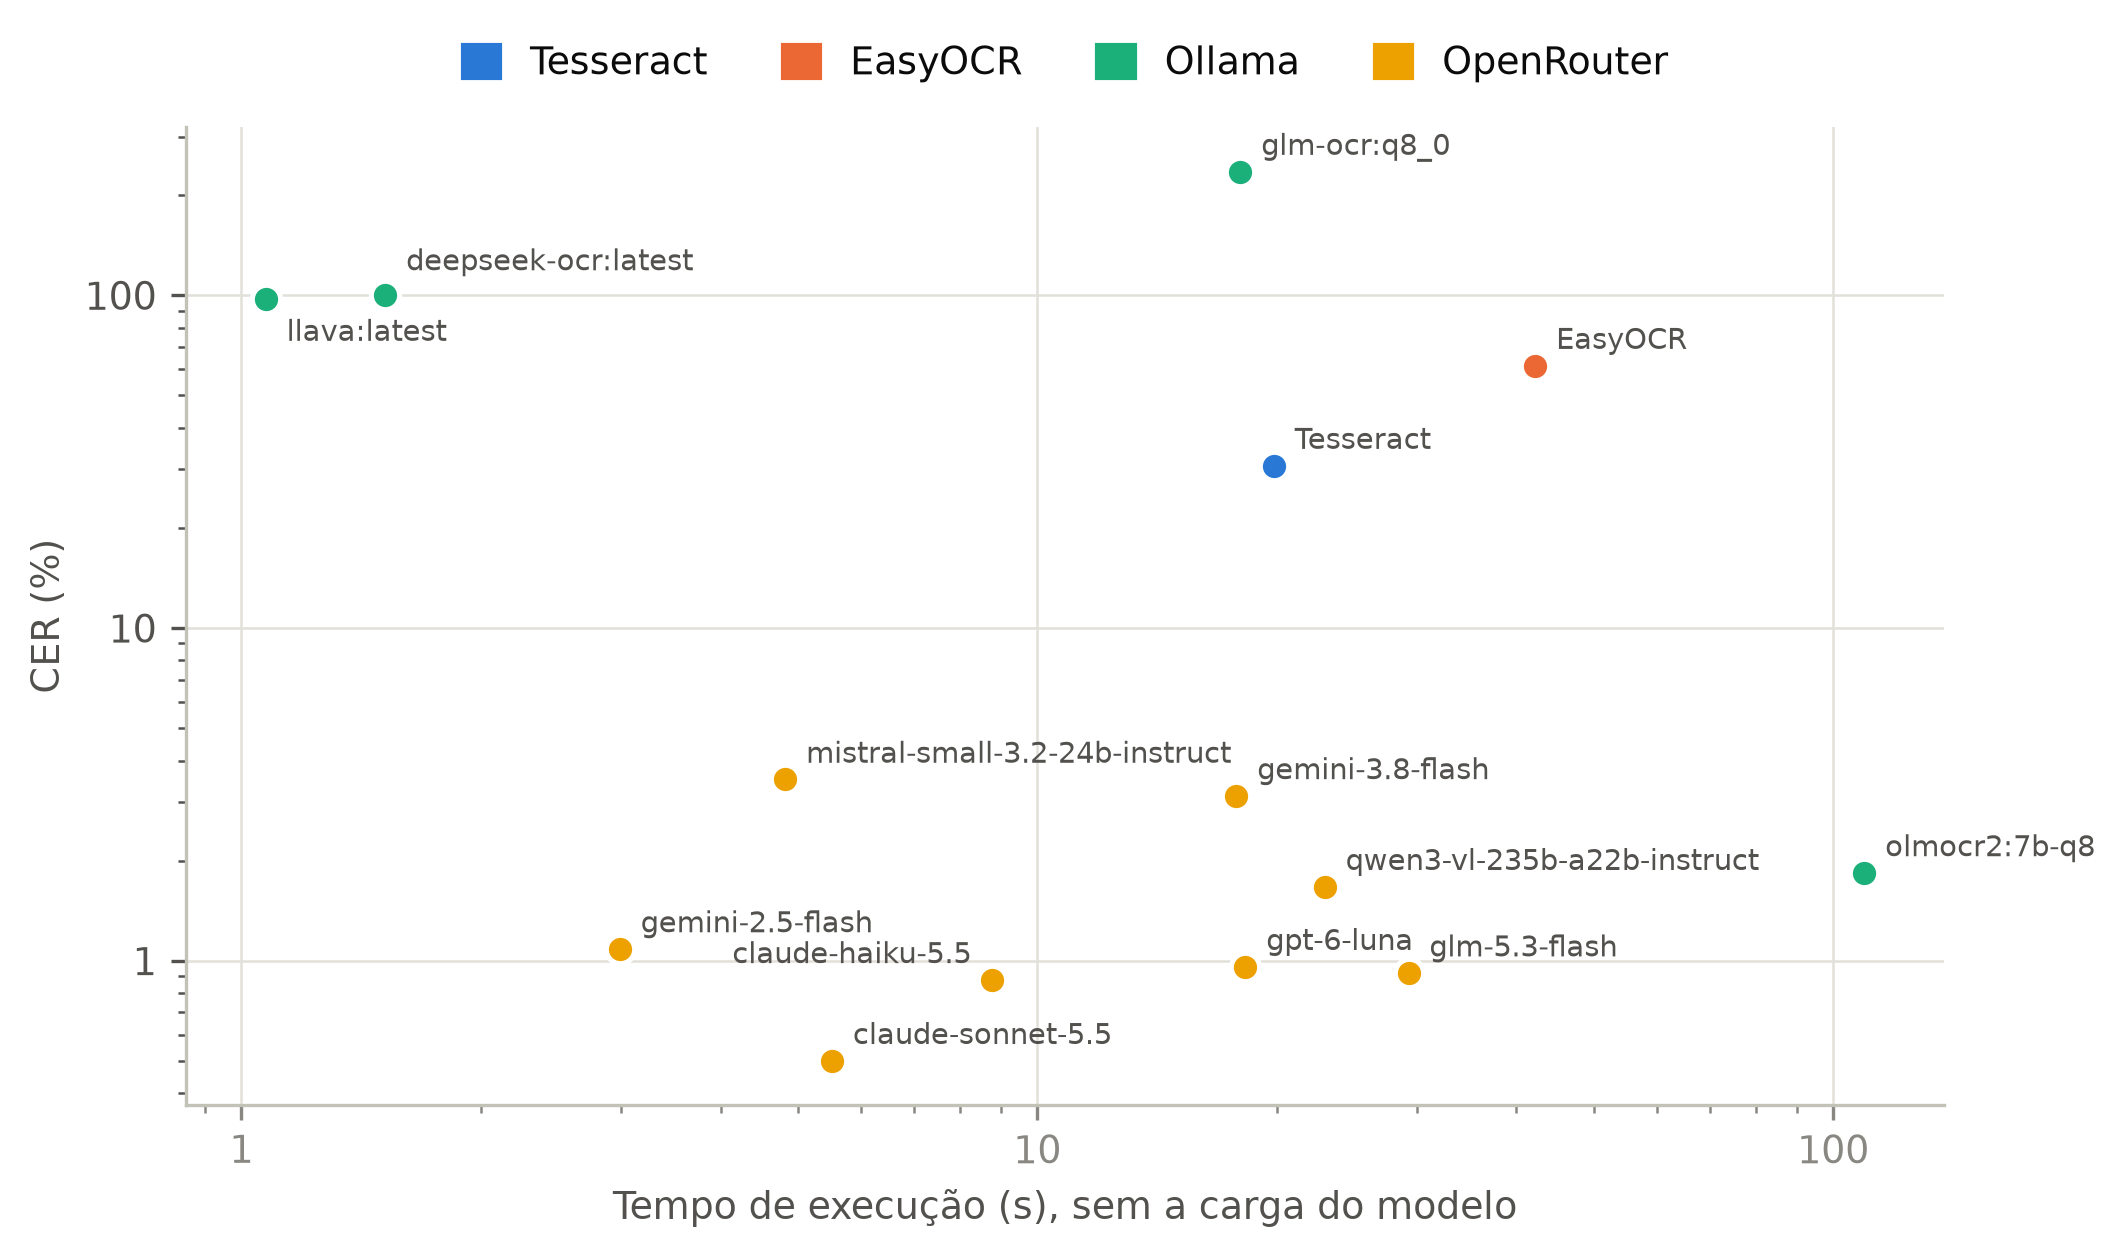 Tesseract EasyOCR Ollama OpenRouter
glm-ocr:q8_0
deepseek-ocr:latest
100
llava:latest
EasyOCR
Tesseract
CER (%)
10
mistral-small-3.2-24b-instruct
gemini-3.8-flash
olmocr2:7b-q8
qwen3-vl-235b-a22b-instruct
gemini-2.5-flash
gpt-6-luna
glm-5.3-flash
claude-haiku-5.5
1
claude-sonnet-5.5
1 10 100
Tempo de execução (s), sem a carga do modelo